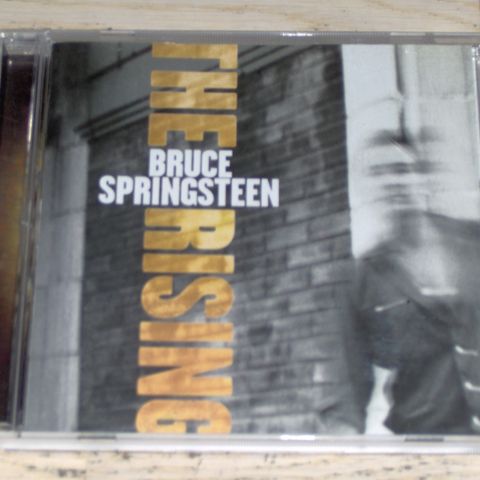 THE RISING
BRUCE
SPRINGSTEEN